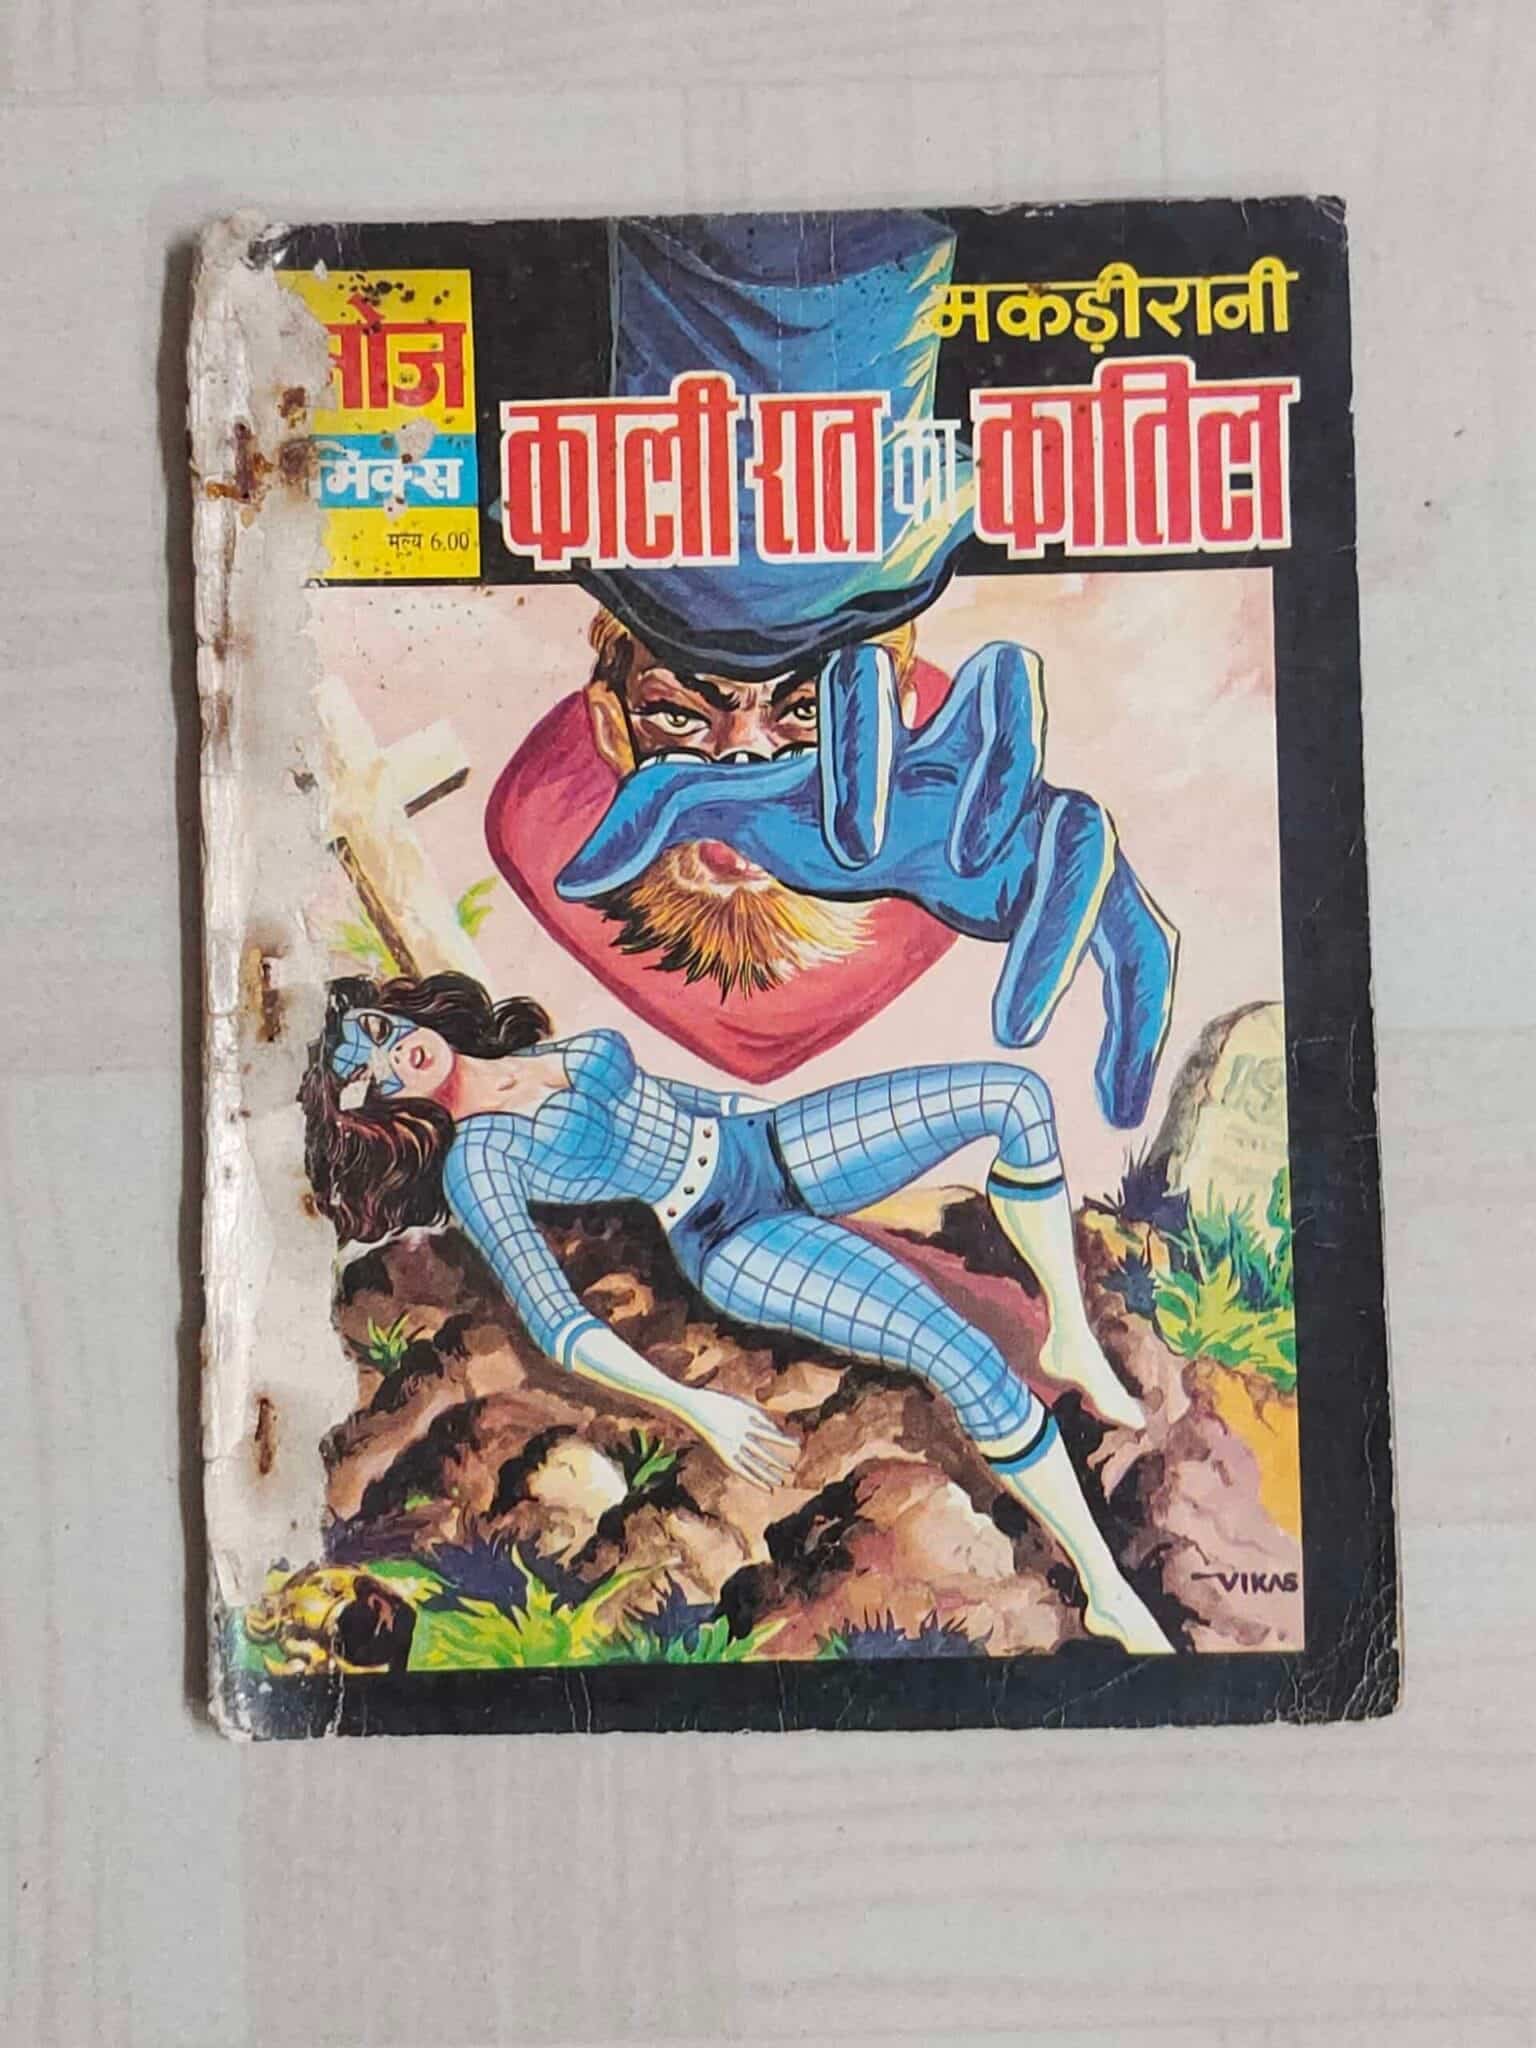 मकड़ीरानी
काली रात का कातिल
मूल्य 6.00
VIKAS